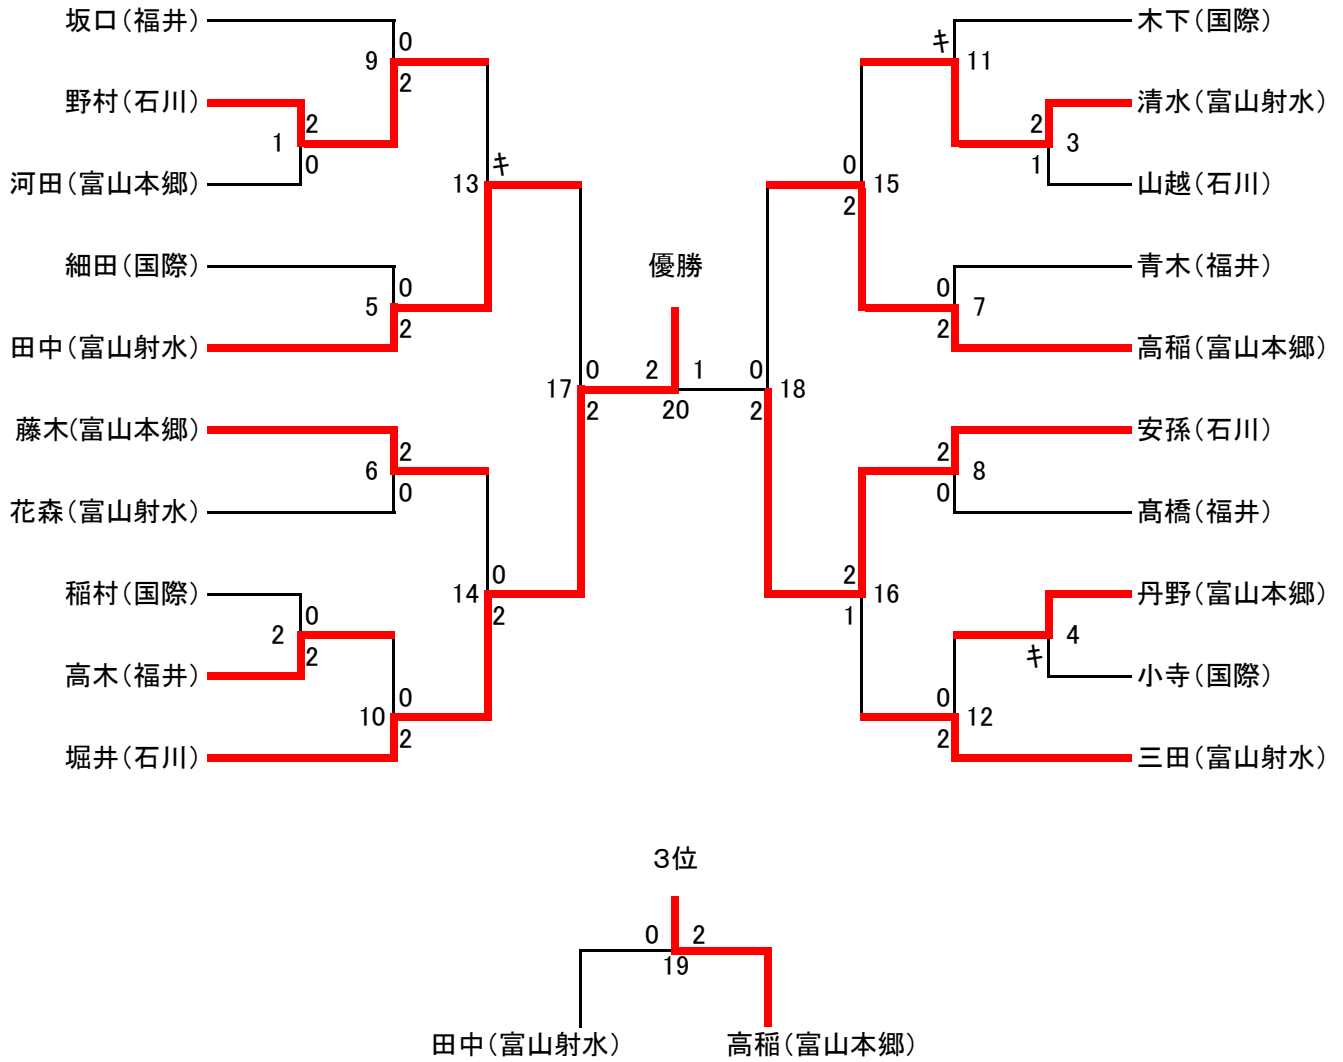 坂口(福井)
0
9
2
野村(石川)
2
1
0
河田(富山本郷)
キ
13
細田(国際)
0
5
2
田中(富山射水)
藤木(富山本郷)
2
6
0
花森(富山射水)
稲村(国際)
0
2
2
高木(福井)
0
14
2
0
10
2
堀井(石川)
0
17
2
優勝
2
1
20
0
18
2
木下(国際)
キ
11
清水(富山射水)
2
3
1
山越(石川)
0
15
2
青木(福井)
0
7
2
高稲(富山本郷)
安孫(石川)
2
8
0
髙橋(福井)
2
16
1
丹野(富山本郷)
4
キ
小寺(国際)
0
12
2
三田(富山射水)
3位
0
2
19
田中(富山射水)
高稲(富山本郷)